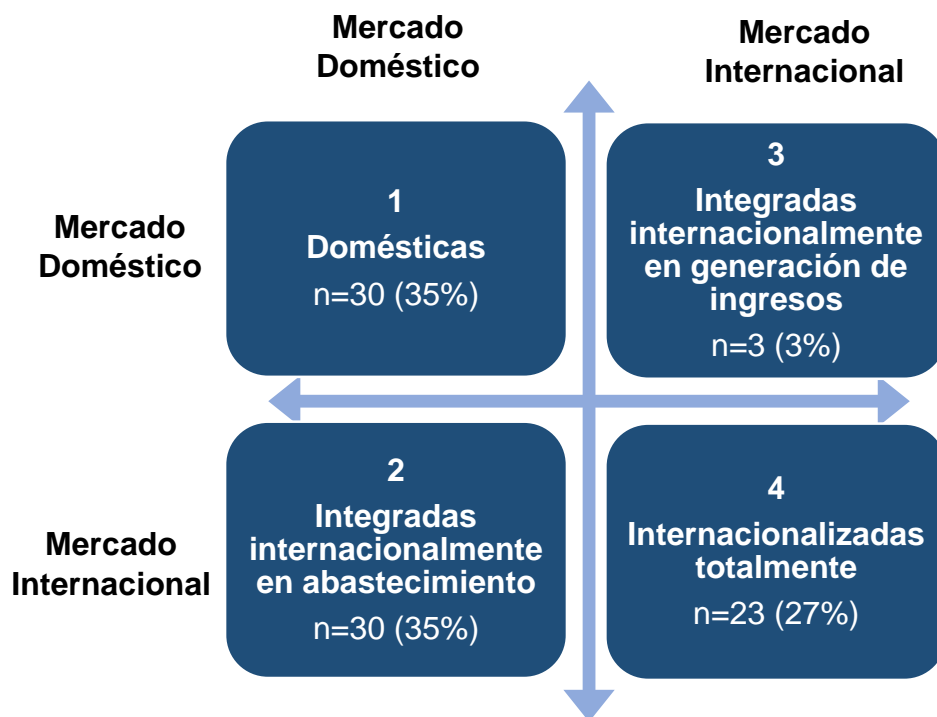 Mercado
Doméstico
Mercado
Internacional
Mercado
Doméstico
1
Domésticas
n=30 (35%)
3
Integradas
internacionalmente
en generación de
ingresos
n=3 (3%)
Mercado
Internacional
2
Integradas
internacionalmente
en abastecimiento
n=30 (35%)
4
Internacionalizadas
totalmente
n=23 (27%)